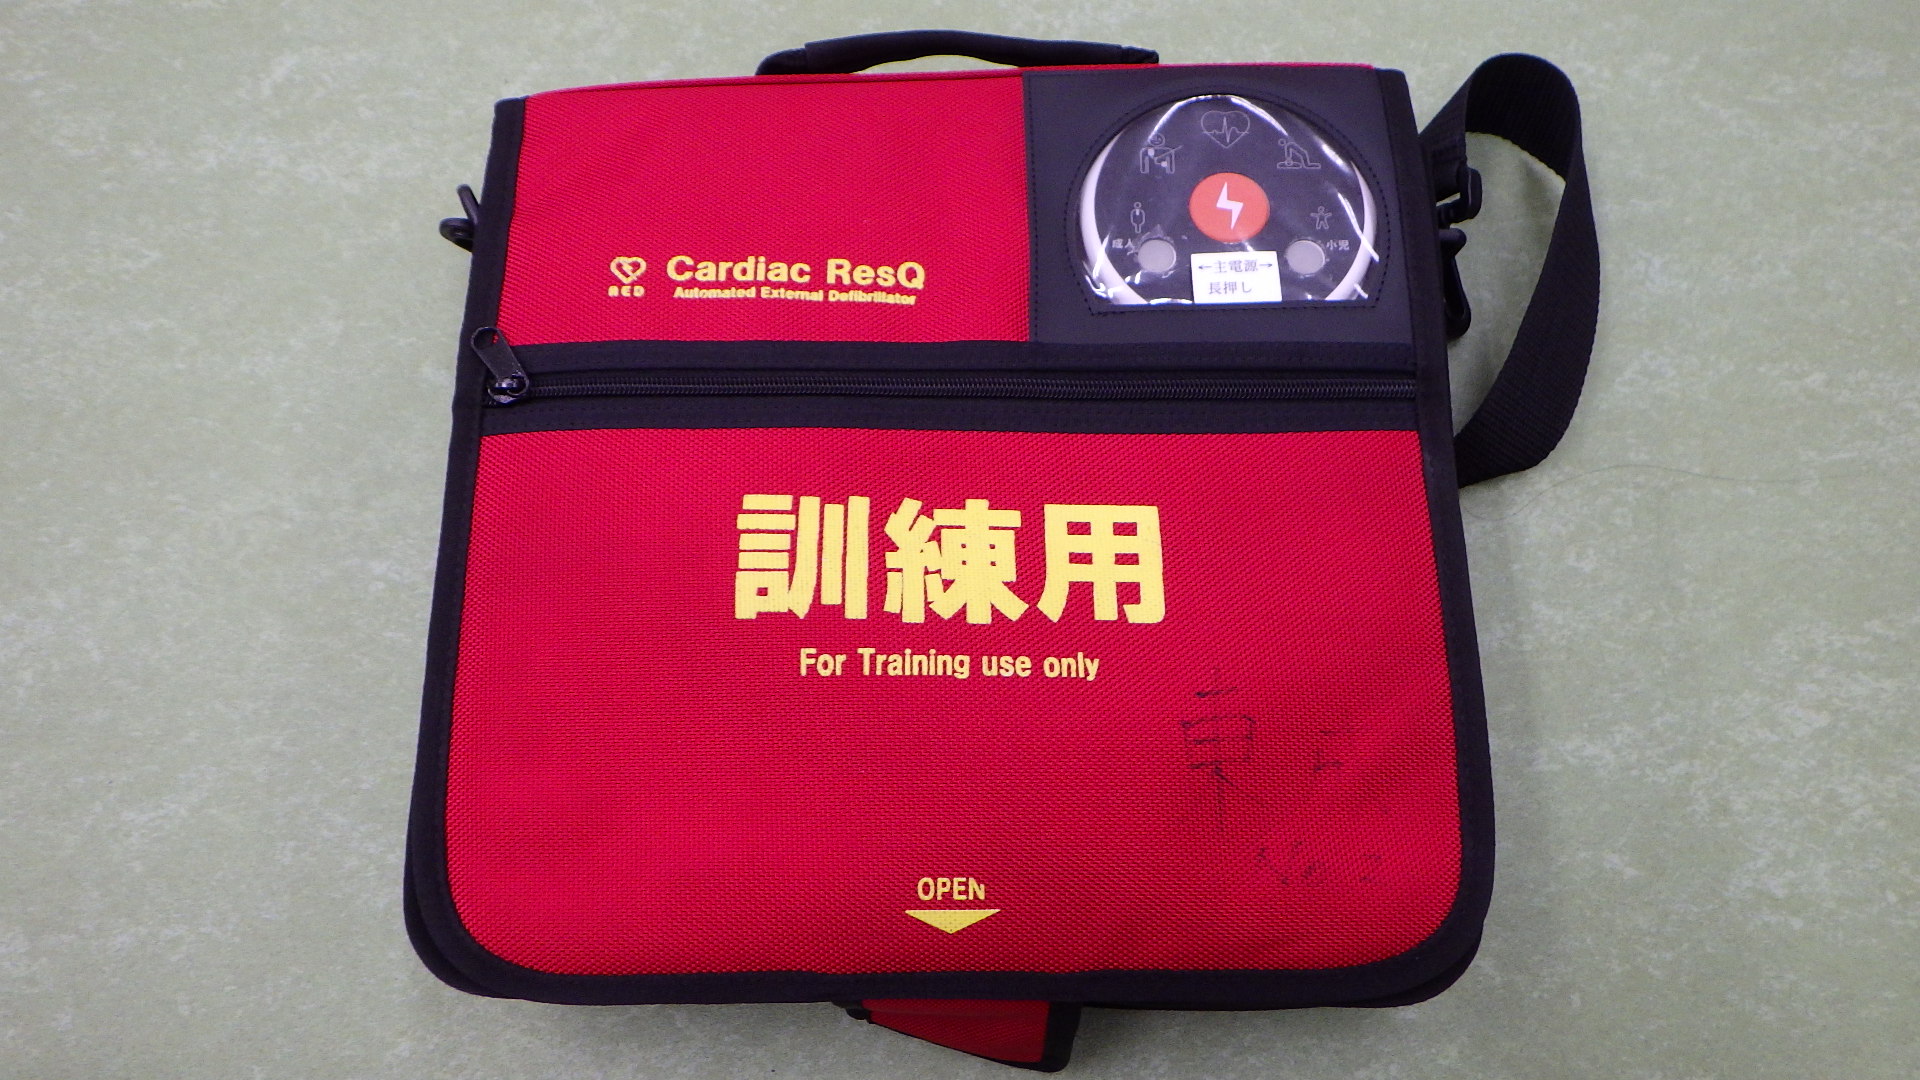 Cardiac ResQ
AED
Automated External Defibrillator
成人
小児
←主電源→
長押し
訓練用
For Training use only
OPEN